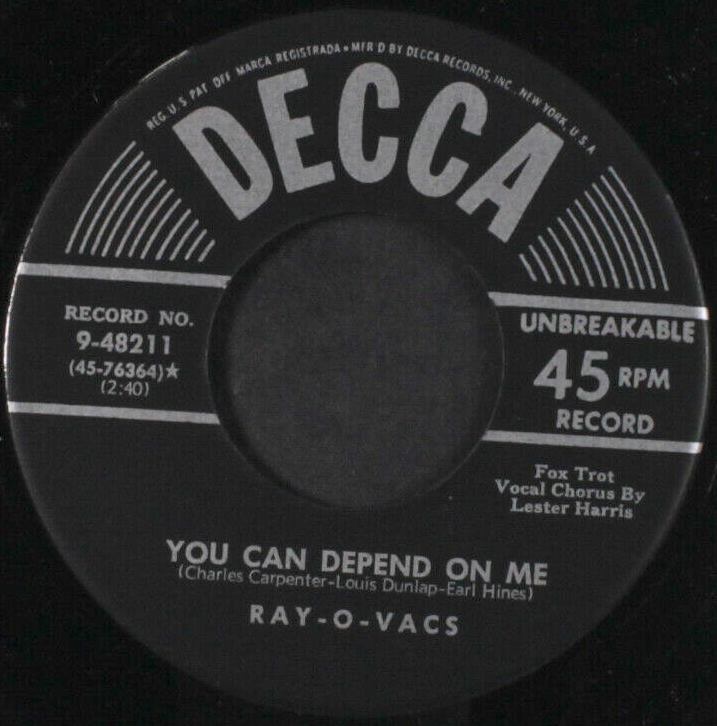 REG. U.S. PAT. OFF. MARCA REGISTRADA • MFR'D BY DECCA RECORDS, INC., NEW YORK, U.S.A.
DECCA
RECORD NO.
9-48211
(45-76364)★
(2:40)
UNBREAKABLE
45 RPM
RECORD
Fox Trot
Vocal Chorus By
Lester Harris
YOU CAN DEPEND ON ME
(Charles Carpenter-Louis Dunlap-Earl Hines)
RAY-O-VACS